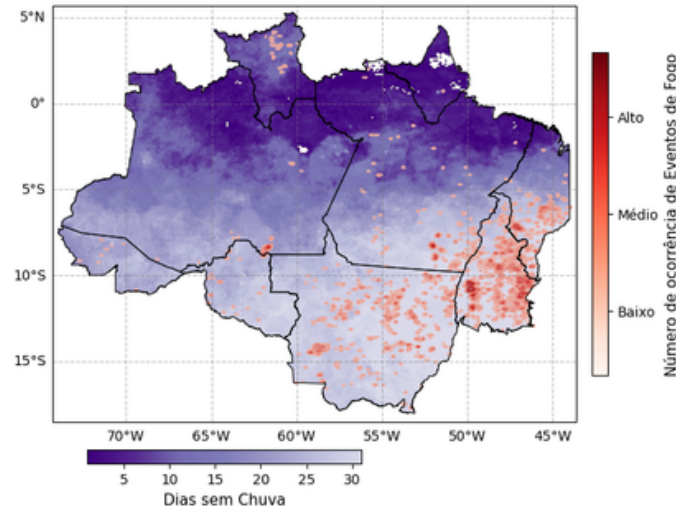 5°N
0°
5°S
10°S
15°S
70°W 65°W 60°W 55°W 50°W 45°W
5 10 15 20 25 30
Dias sem Chuva
Alto
Médio
Baixo
Número de ocorrência de Eventos de Fogo